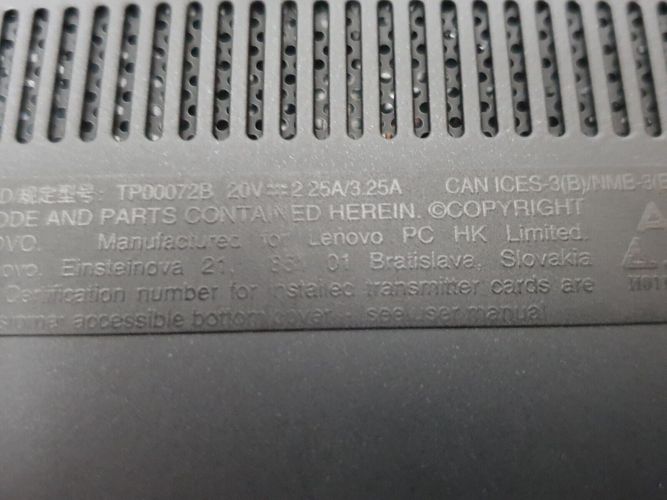 D/规定型号: TP00072B 20V⎓2.25A/3.25A CAN ICES-3(B)/NMB-3(B
ODE AND PARTS CONTAINED HEREIN. ©COPYRIGHT
OVO. Manufactured for Lenovo PC HK Limited.
ovo. Einsteinova 21, 01 Bratislava, Slovakia
Certification number for installed transmitter cards are
accessible bottom cover - see user manual